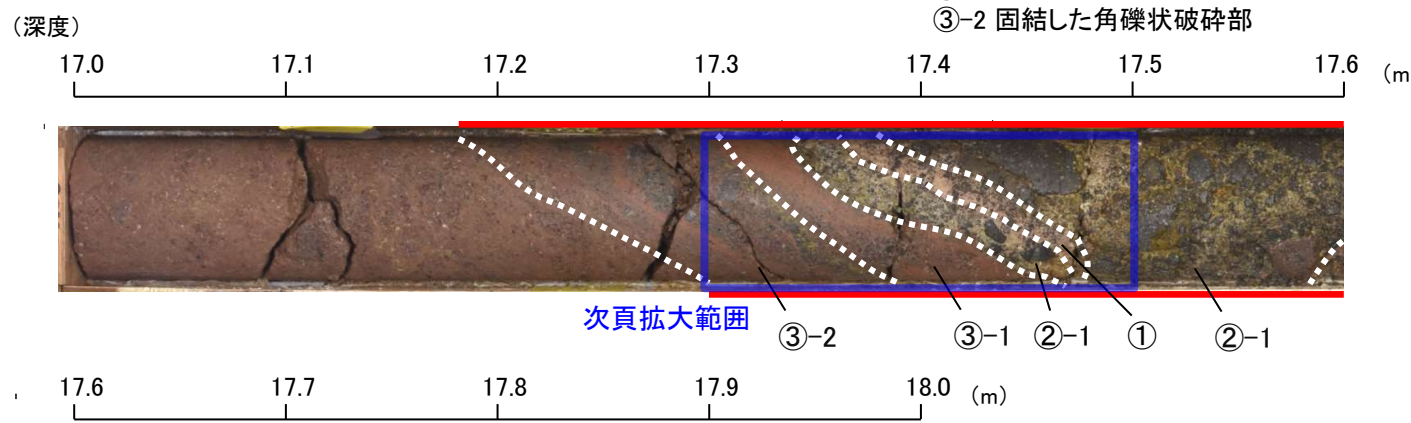 ③-2 固結した角礫状破砕部
（深度）
17.0 17.1 17.2 17.3 17.4 17.5 17.6 （m
次頁拡大範囲
③-2 ③-1 ②-1 ① ②-1
17.6 17.7 17.8 17.9 18.0 （m）